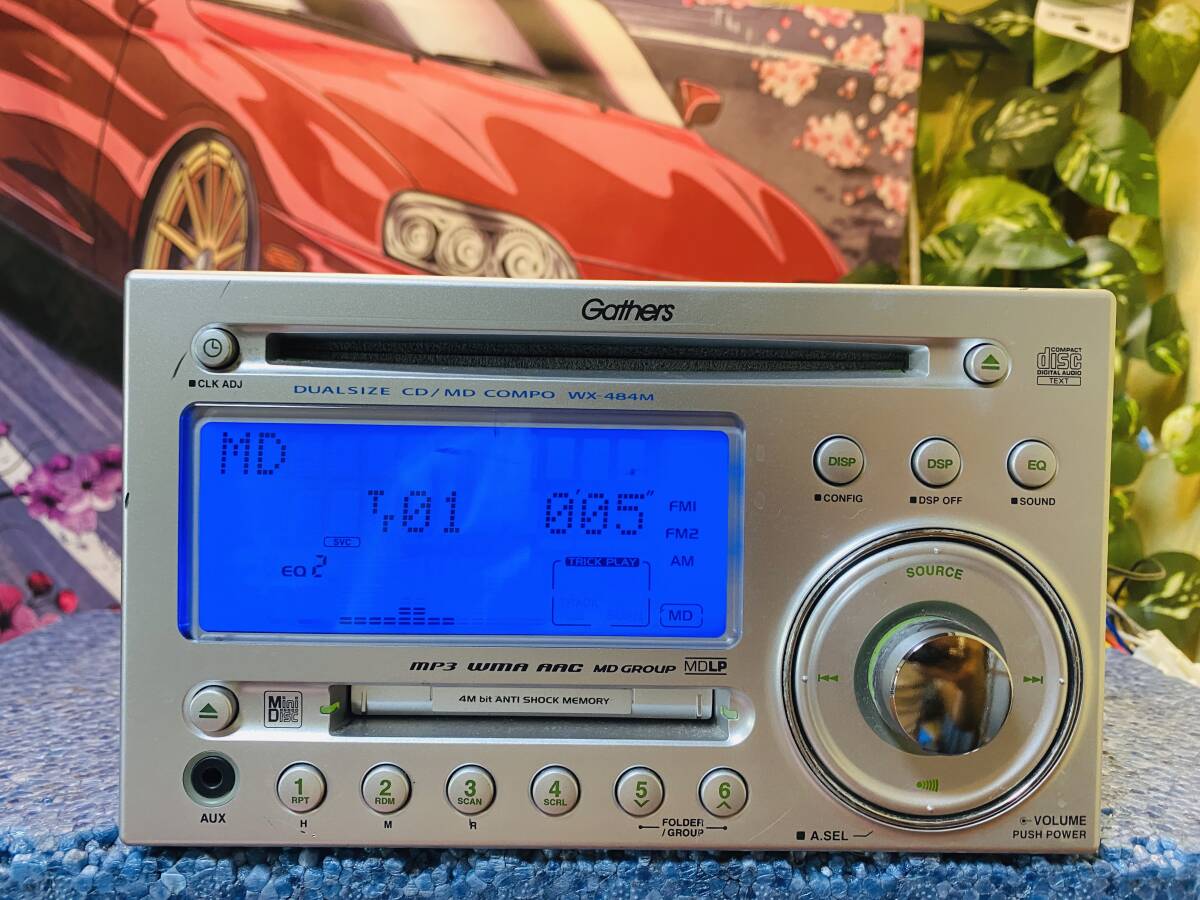 Gathers
CLK ADJ
COMPACT
disc
DIGITAL AUDIO
TEXT
DUALSIZE CD/MD COMPO WX-484M
MD
T01 0'05"
FM1
FM2
AM
SVC
EQ 2
TRICK PLAY
MD
DISP
DSP
EQ
CONFIG
DSP OFF
SOUND
SOURCE
MP3 WMA AAC MD GROUP MDLP
Mini
Disc
4M bit ANTI SHOCK MEMORY
AUX
1
RPT
2
RDM
3
SCAN
4
SCRL
5
6
H
M
R
FOLDER
/GROUP
A.SEL
VOLUME
PUSH POWER